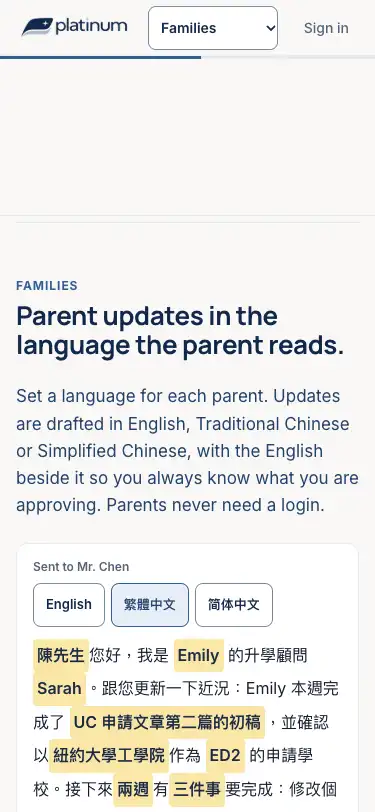 platinum
Families
Sign in
FAMILIES
Parent updates in the
language the parent reads.
Set a language for each parent. Updates
are drafted in English, Traditional Chinese
or Simplified Chinese, with the English
beside it so you always know what you are
approving. Parents never need a login.
Sent to Mr. Chen
English
繁體中文
简体中文
陳先生您好，我是 Emily 的升學顧問
Sarah。跟您更新一下近況：Emily 本週完
成了 UC 申請文章第二篇的初稿，並確認
以紐約大學工學院作為 ED2 的申請學
校。接下來兩週有三件事要完成：修改個